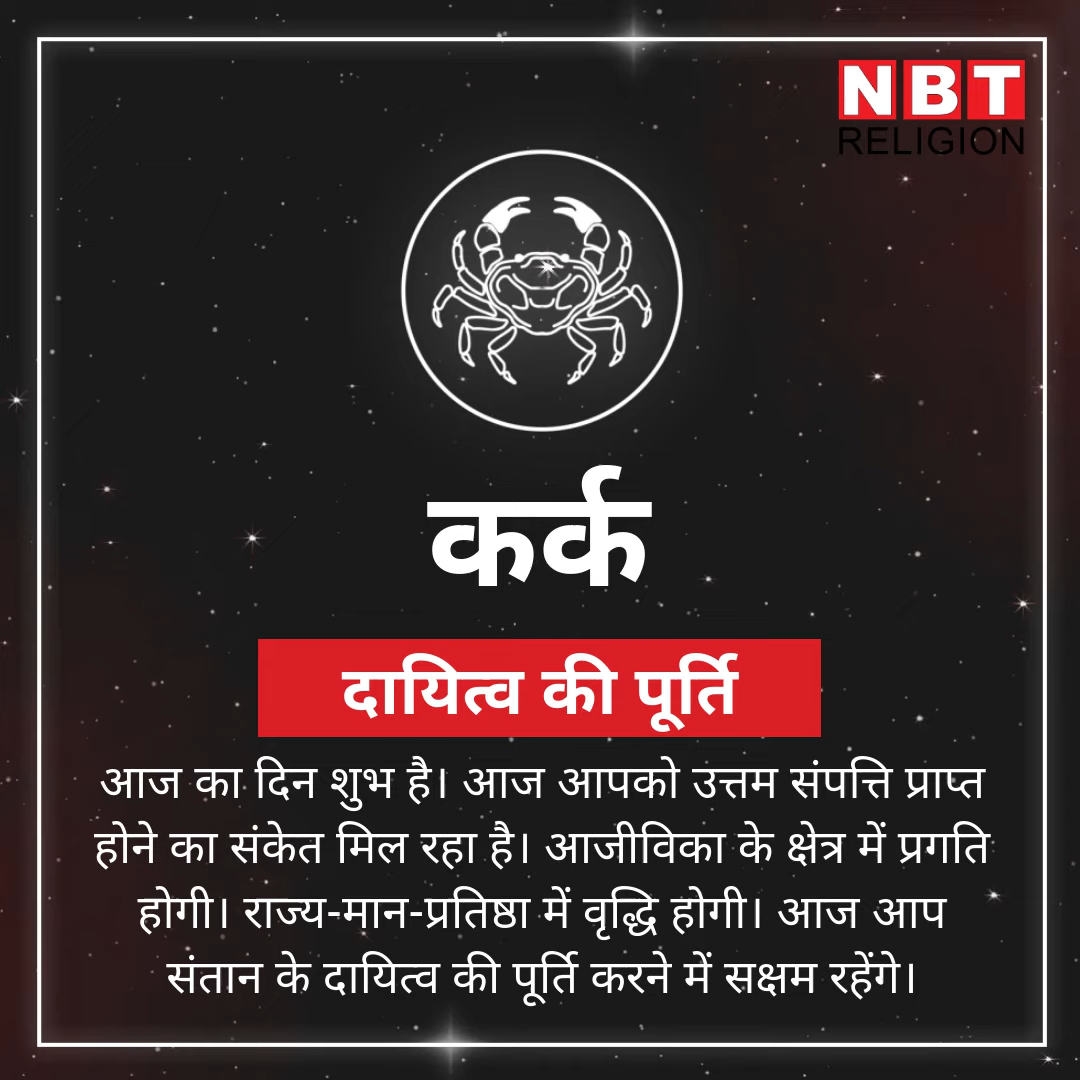 NBT
RELIGION
कर्क
दायित्व की पूर्ति
आज का दिन शुभ है। आज आपको उत्तम संपत्ति प्राप्त
होने का संकेत मिल रहा है। आजीविका के क्षेत्र में प्रगति
होगी। राज्य-मान-प्रतिष्ठा में वृद्धि होगी। आज आप
संतान के दायित्व की पूर्ति करने में सक्षम रहेंगे।